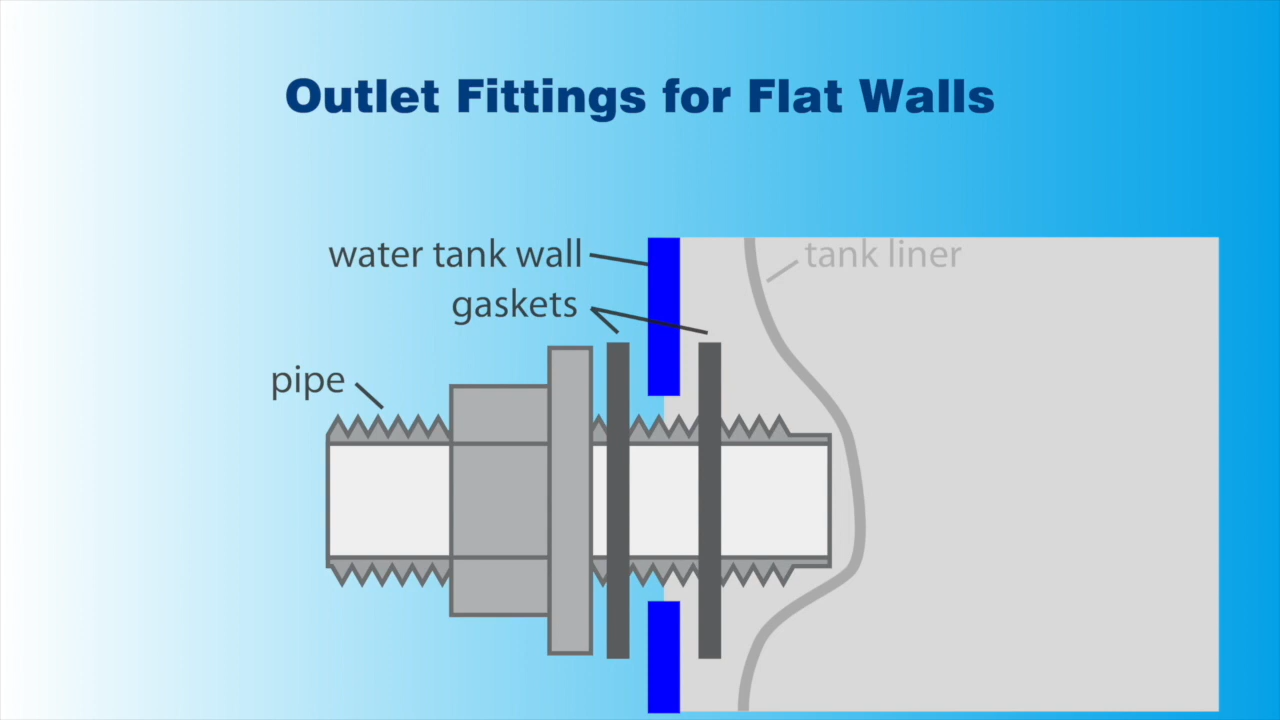 Outlet Fittings for Flat Walls
water tank wall
tank liner
gaskets
pipe